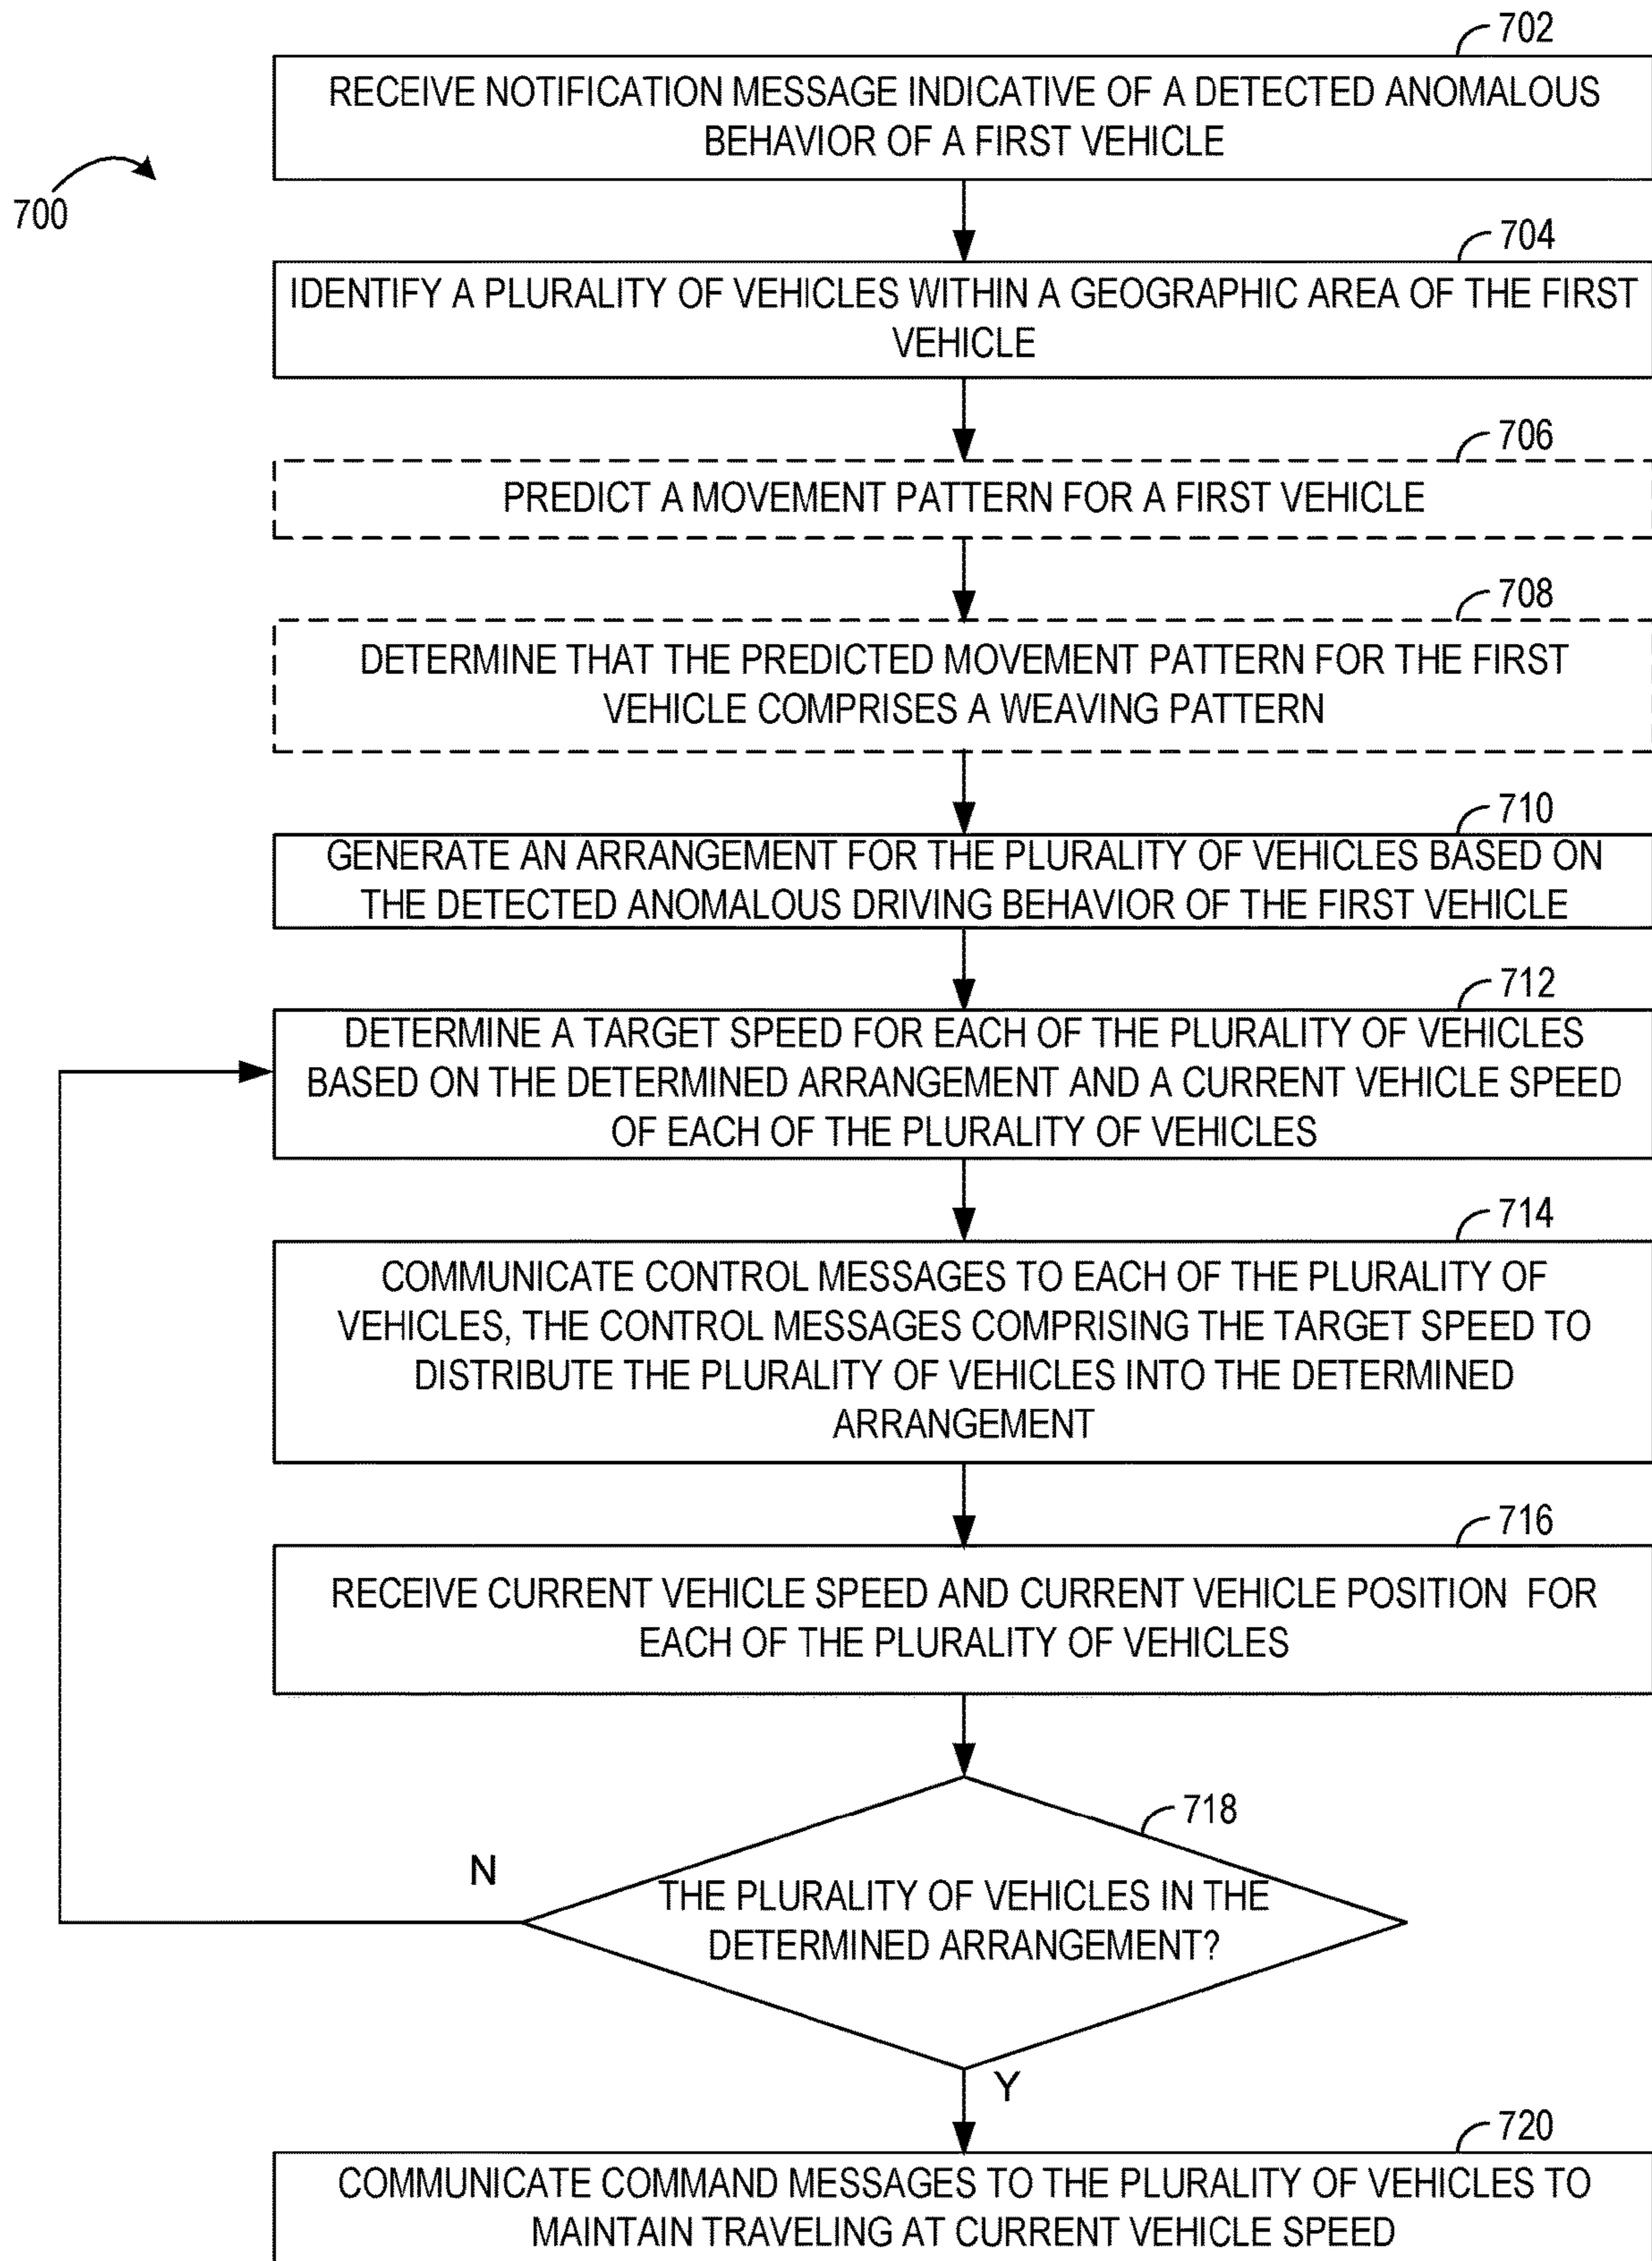 702
RECEIVE NOTIFICATION MESSAGE INDICATIVE OF A DETECTED ANOMALOUS
BEHAVIOR OF A FIRST VEHICLE
700
704
IDENTIFY A PLURALITY OF VEHICLES WITHIN A GEOGRAPHIC AREA OF THE FIRST
VEHICLE
706
PREDICT A MOVEMENT PATTERN FOR A FIRST VEHICLE
708
DETERMINE THAT THE PREDICTED MOVEMENT PATTERN FOR THE FIRST
VEHICLE COMPRISES A WEAVING PATTERN
710
GENERATE AN ARRANGEMENT FOR THE PLURALITY OF VEHICLES BASED ON
THE DETECTED ANOMALOUS DRIVING BEHAVIOR OF THE FIRST VEHICLE
712
DETERMINE A TARGET SPEED FOR EACH OF THE PLURALITY OF VEHICLES
BASED ON THE DETERMINED ARRANGEMENT AND A CURRENT VEHICLE SPEED
OF EACH OF THE PLURALITY OF VEHICLES
714
COMMUNICATE CONTROL MESSAGES TO EACH OF THE PLURALITY OF
VEHICLES, THE CONTROL MESSAGES COMPRISING THE TARGET SPEED TO
DISTRIBUTE THE PLURALITY OF VEHICLES INTO THE DETERMINED
ARRANGEMENT
716
RECEIVE CURRENT VEHICLE SPEED AND CURRENT VEHICLE POSITION FOR
EACH OF THE PLURALITY OF VEHICLES
718
N
THE PLURALITY OF VEHICLES IN THE
DETERMINED ARRANGEMENT?
Y
720
COMMUNICATE COMMAND MESSAGES TO THE PLURALITY OF VEHICLES TO
MAINTAIN TRAVELING AT CURRENT VEHICLE SPEED